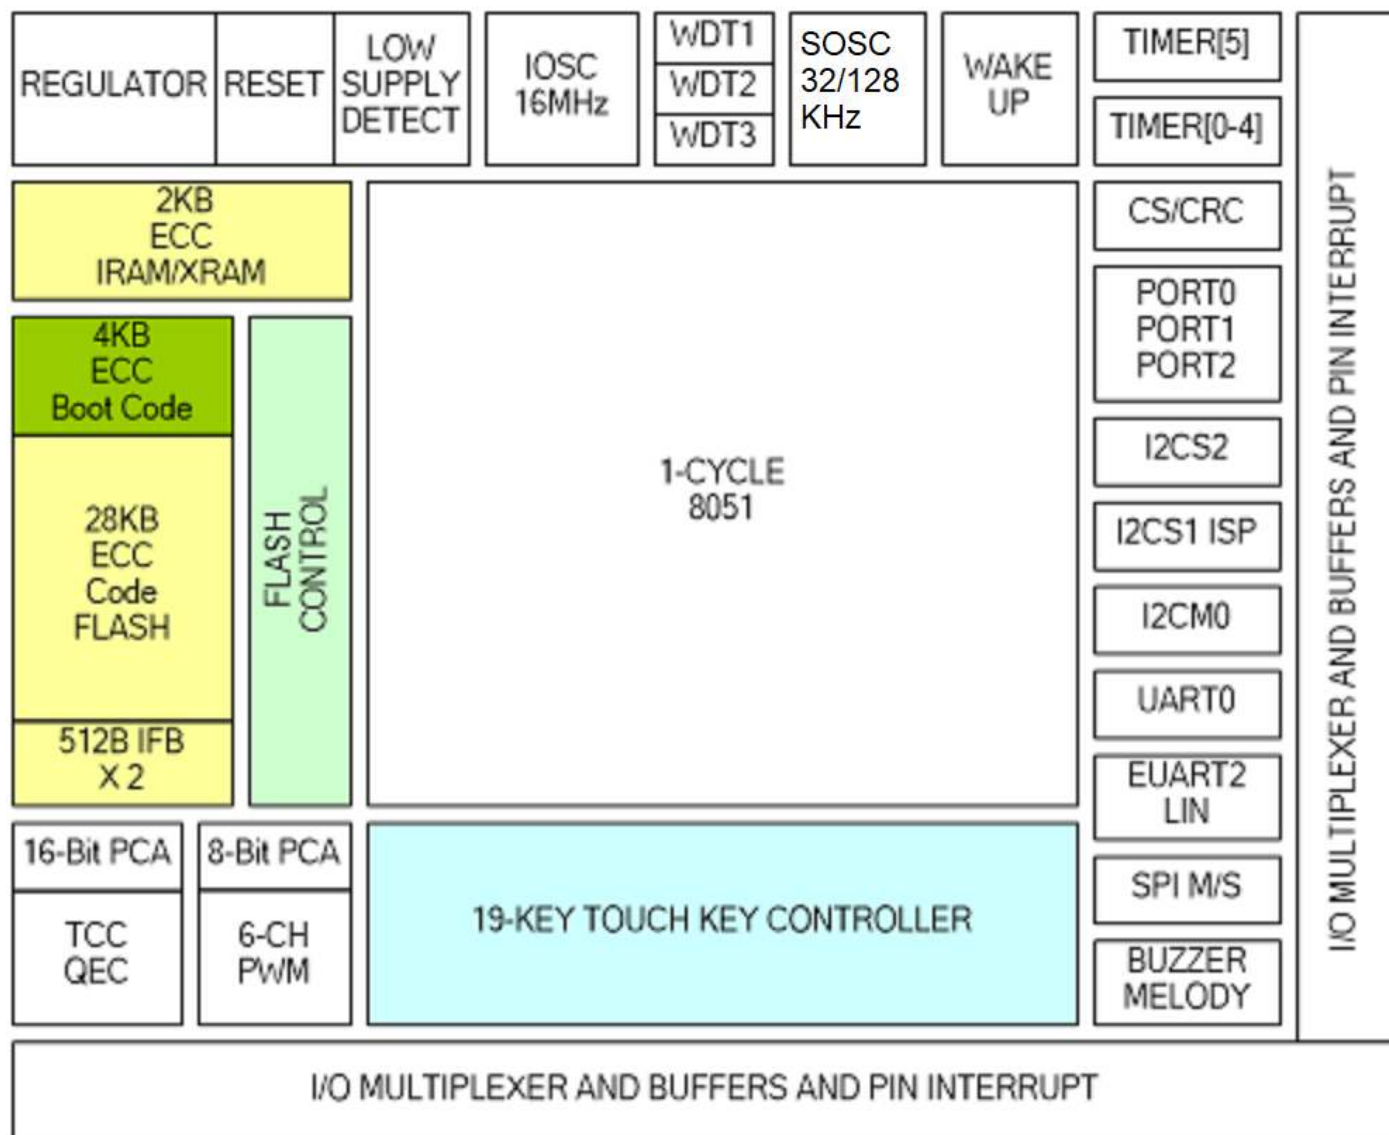 REGULATOR
RESET
LOW
SUPPLY
DETECT
IOSC
16MHz
WDT1
WDT2
WDT3
SOSC
32/128
KHz
WAKE
UP
TIMER[5]
TIMER[0-4]
2KB
ECC
IRAM/XRAM
4KB
ECC
Boot Code
28KB
ECC
Code
FLASH
512B IFB
X 2
FLASH
CONTROL
1-CYCLE
8051
CS/CRC
PORT0
PORT1
PORT2
I2CS2
I2CS1 ISP
I2CM0
UART0
EUART2
LIN
SPI M/S
BUZZER
MELODY
16-Bit PCA
TCC
QEC
8-Bit PCA
6-CH
PWM
19-KEY TOUCH KEY CONTROLLER
I/O MULTIPLEXER AND BUFFERS AND PIN INTERRUPT
I/O MULTIPLEXER AND BUFFERS AND PIN INTERRUPT